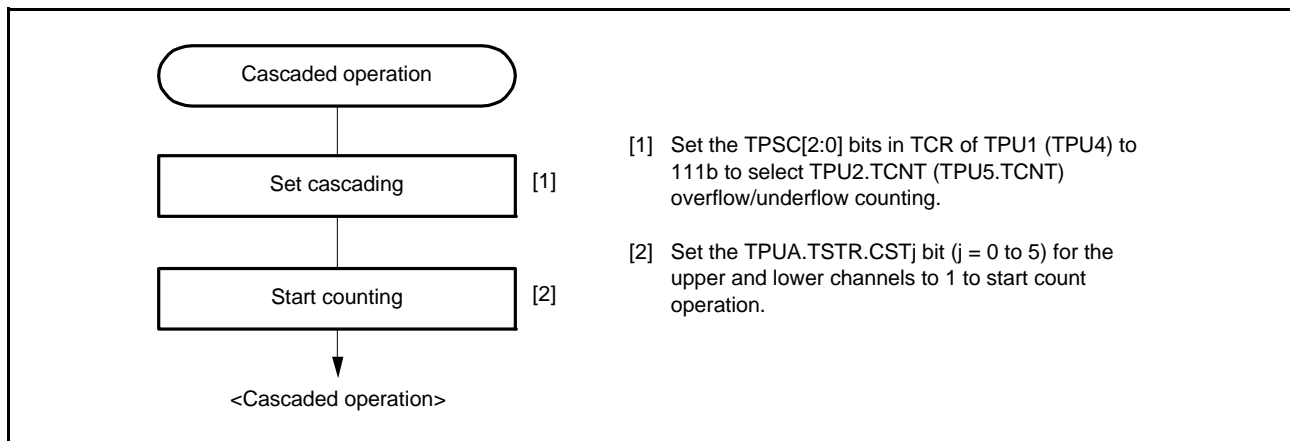 Cascaded operation
Set cascading
[1]
Start counting
[2]
<Cascaded operation>
[1] Set the TPSC[2:0] bits in TCR of TPU1 (TPU4) to
111b to select TPU2.TCNT (TPU5.TCNT)
overflow/underflow counting.
[2] Set the TPUA.TSTR.CSTj bit (j = 0 to 5) for the
upper and lower channels to 1 to start count
operation.